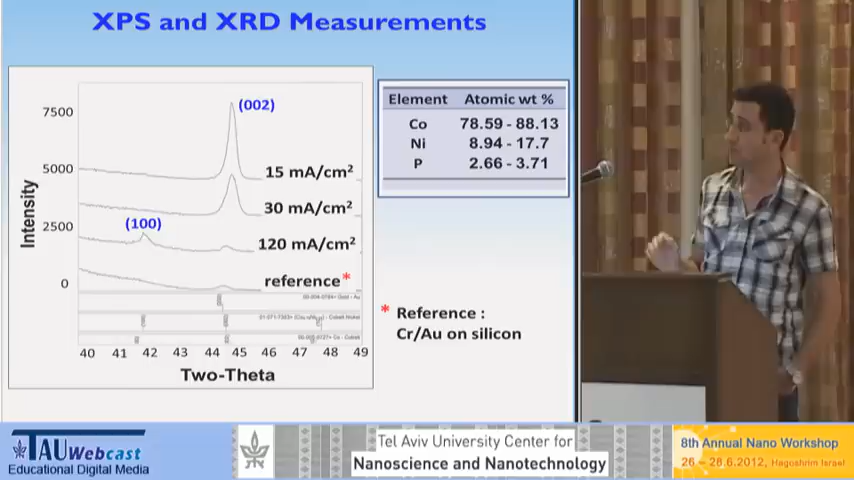 XPS and XRD Measurements
(002)
7500
5000
2500
0
Intensity
15 mA/cm²
30 mA/cm²
(100)
120 mA/cm²
reference*
40 41 42 43 44 45 46 47 48 49
Two-Theta
Element Atomic wt %
Co 78.59 - 88.13
Ni 8.94 - 17.7
P 2.66 - 3.71
* Reference :
Cr/Au on silicon
TAU Webcast
Educational Digital Media
Tel Aviv University Center for
Nanoscience and Nanotechnology
8th Annual Nano Workshop
26 – 28.6.2012, Hagoshrim Israel